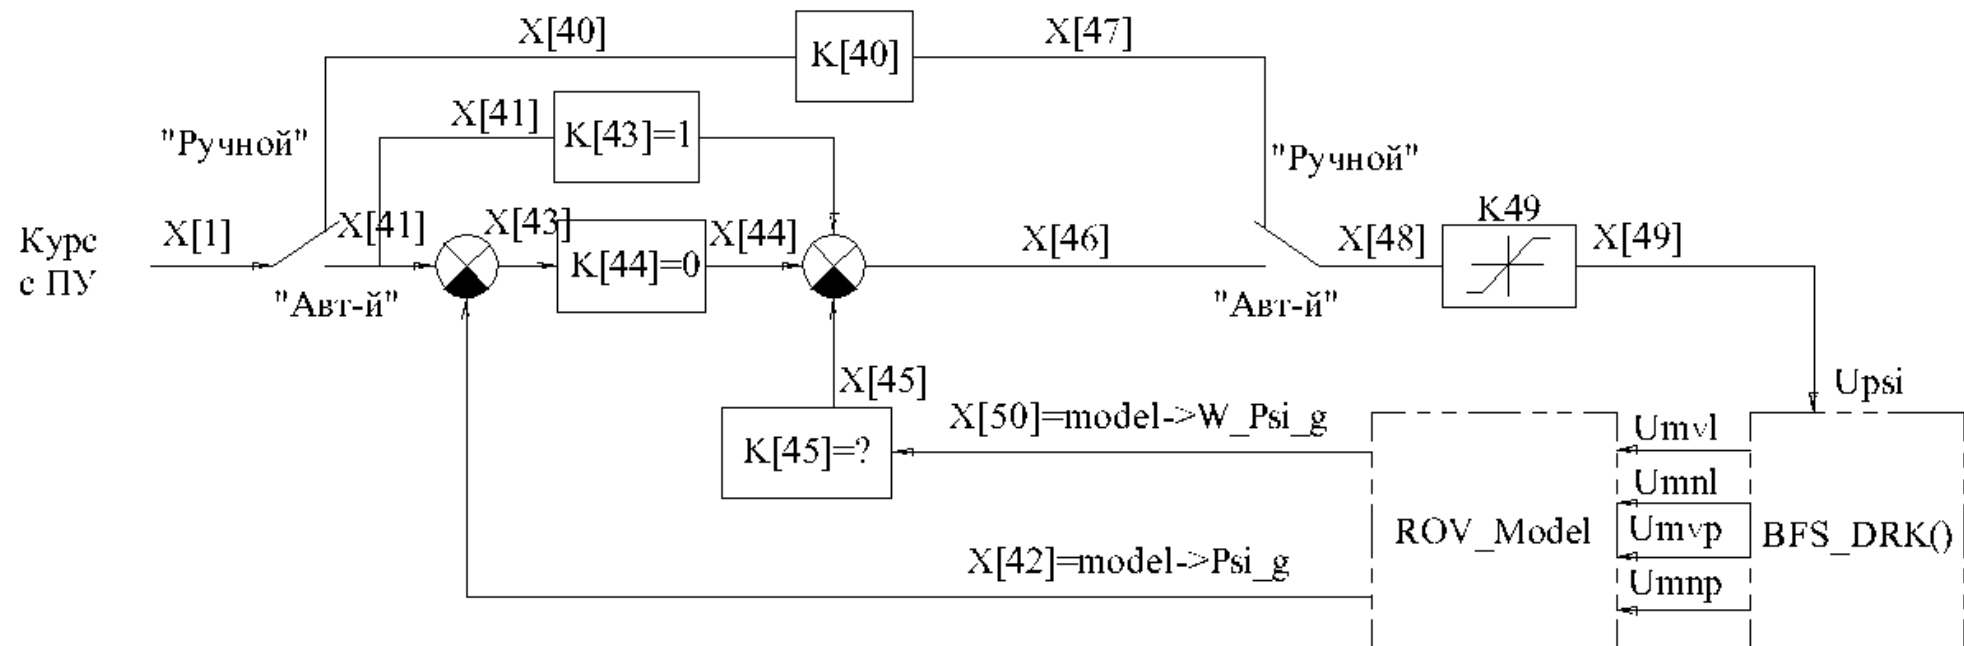 X[40]
K[40]
X[47]
X[41]
K[43]=1
"Ручной"
"Ручной"
Курс
с ПУ
X[1]
X[41]
X[43]
K[44]=0
X[44]
X[46]
X[48]
K49
X[49]
"Авт-й"
"Авт-й"
X[45]
K[45]=?
X[50]=model->W_Psi_g
X[42]=model->Psi_g
ROV_Model
Upsi
Umvl
Umnl
Umvp
Umnp
BFS_DRK()